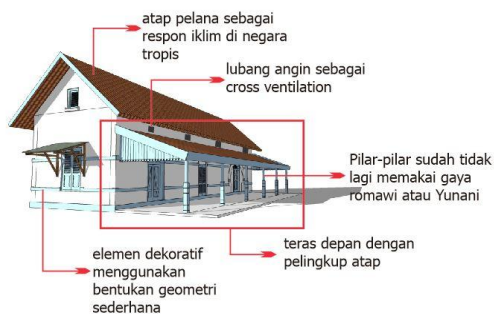 atap pelana sebagai
respon iklim di negara
tropis
lubang angin sebagai
cross ventilation
Pilar-pilar sudah tidak
lagi memakai gaya
romawi atau Yunani
teras depan dengan
pelingkup atap
elemen dekoratif
menggunakan
bentukan geometri
sederhana